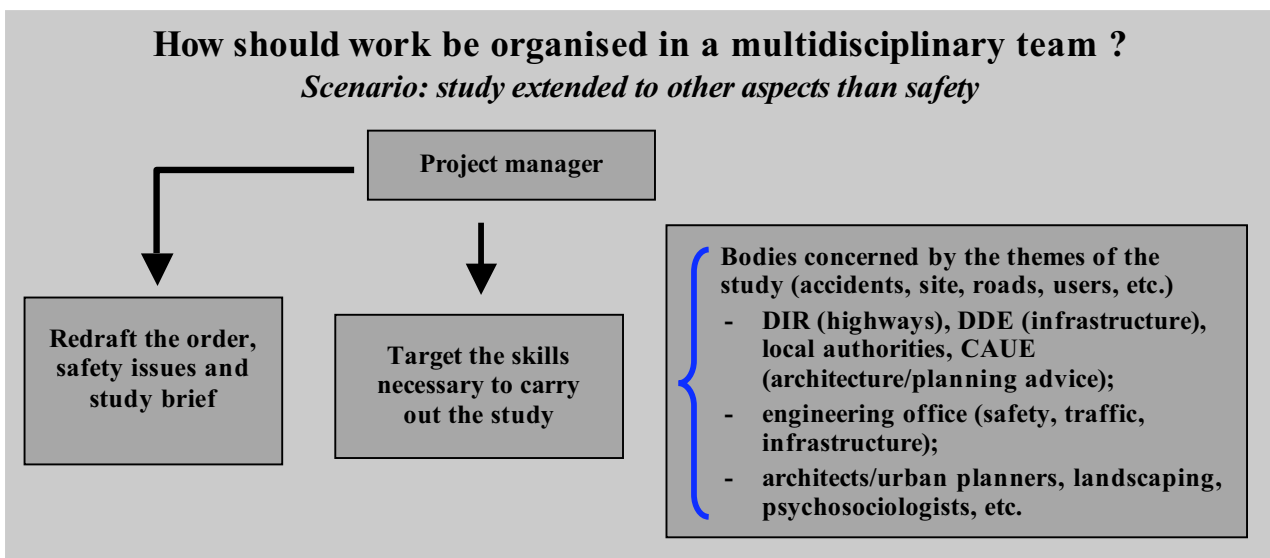 How should work be organised in a multidisciplinary team ?
Scenario: study extended to other aspects than safety
Project manager
Redraft the order,
safety issues and
study brief
Target the skills
necessary to carry
out the study
Bodies concerned by the themes of the
study (accidents, site, roads, users, etc.)
- DIR (highways), DDE (infrastructure),
local authorities, CAUE
(architecture/planning advice);
- engineering office (safety, traffic,
infrastructure);
- architects/urban planners, landscaping,
psychosociologists, etc.